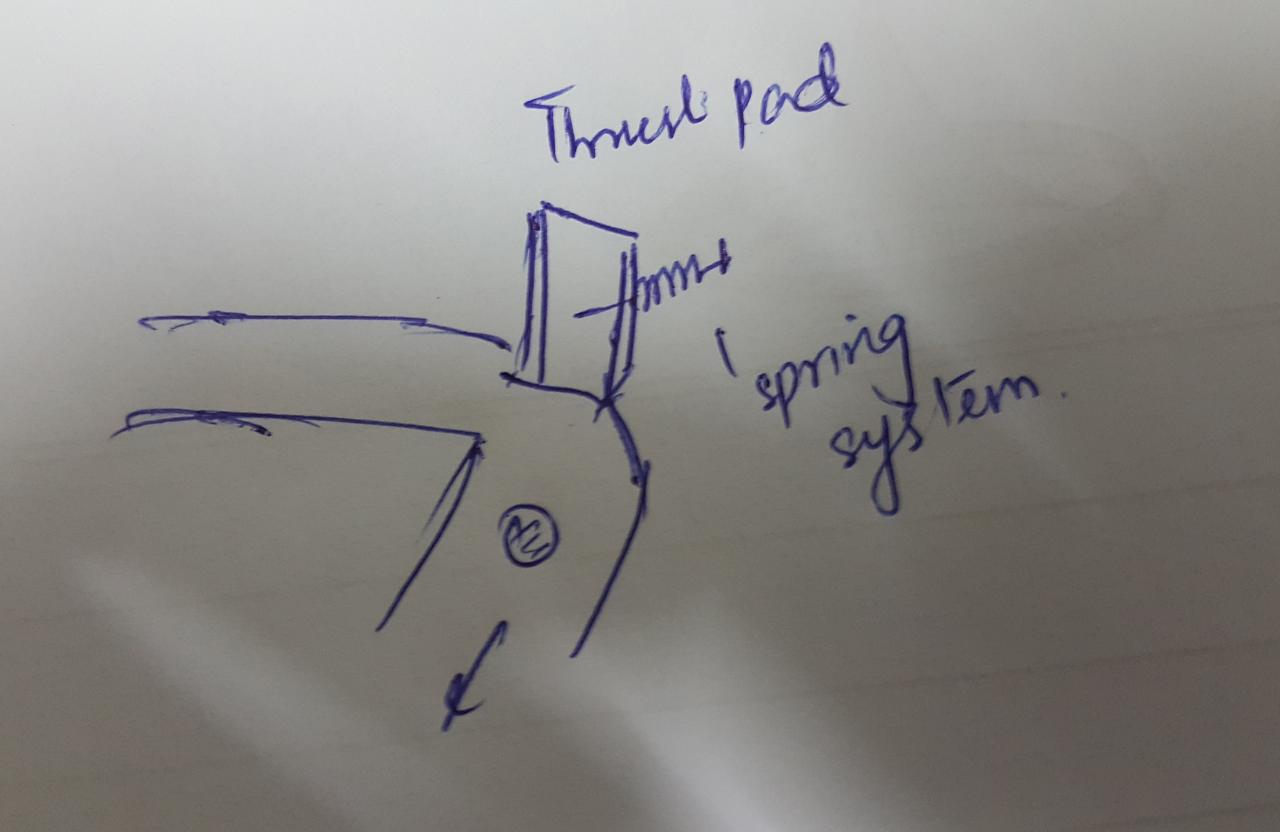 Thrust pad
spring
system.